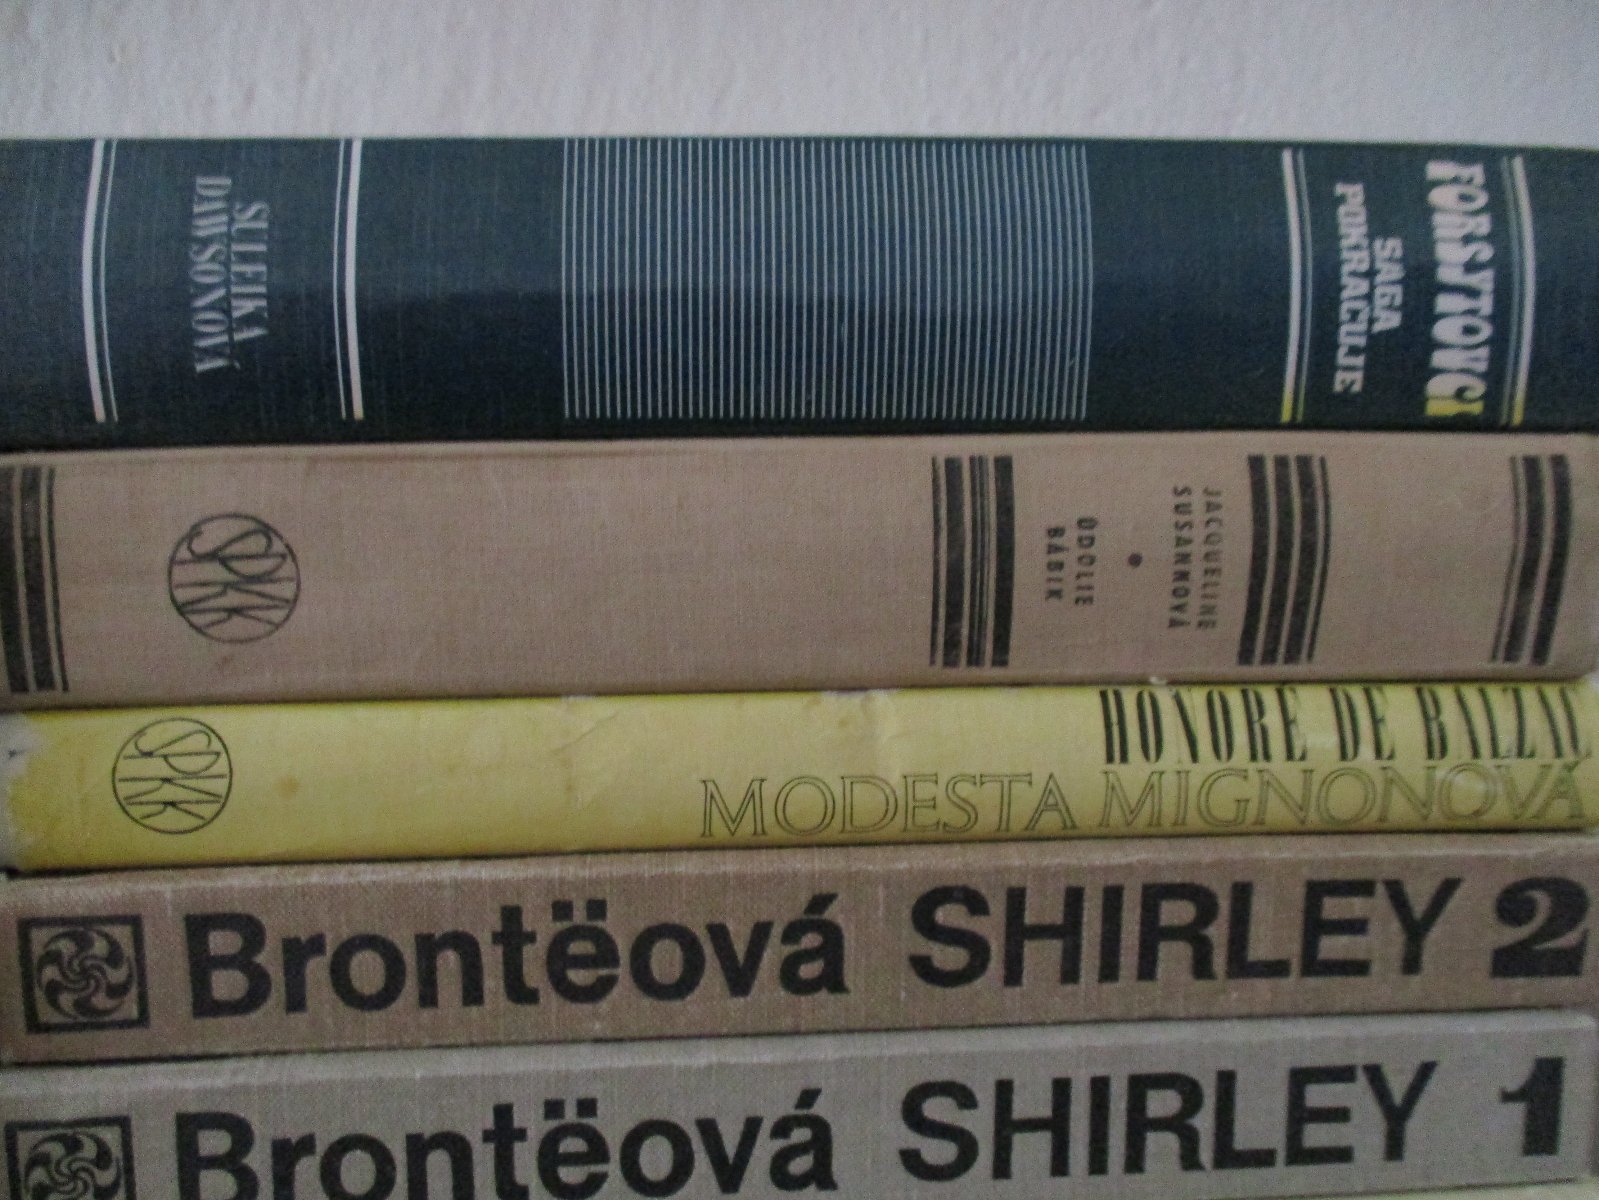 SULEIKA
DAWSONOVÁ
FORSYTOVCI
SAGA
POKRAČUJE
SPKK
JACQUELINE
SUSANNOVÁ
ÚDOLIE
BÁBIK
SPKK
HONORÉ DE BALZAC
MODESTA MIGNONOVÁ
Brontëová SHIRLEY 2
Brontëová SHIRLEY 1